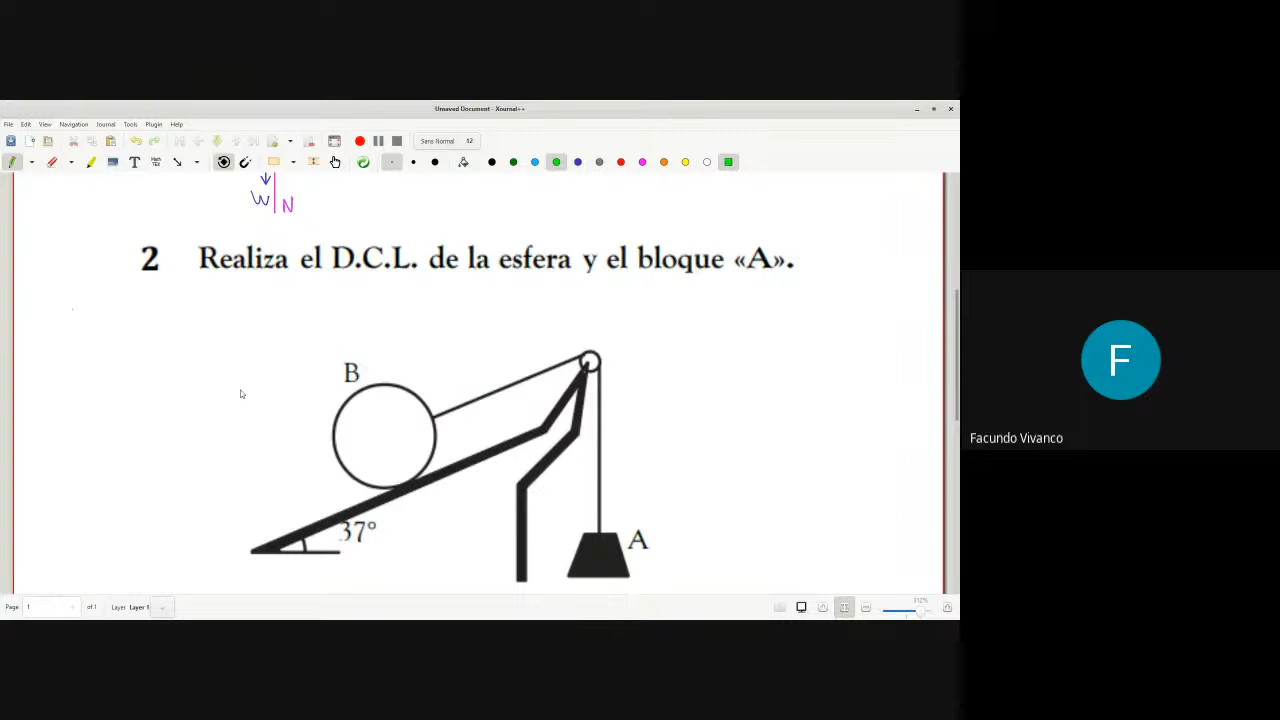 Unsaved Document - Xournal++
File Edit View Navigation Journal Tools Plugin Help
Sans Normal 12
W N
2 Realiza el D.C.L. de la esfera y el bloque «A».
B
37°
A
F
Facundo Vivanco
Page 1 of 1 Layer Layer 1
312%